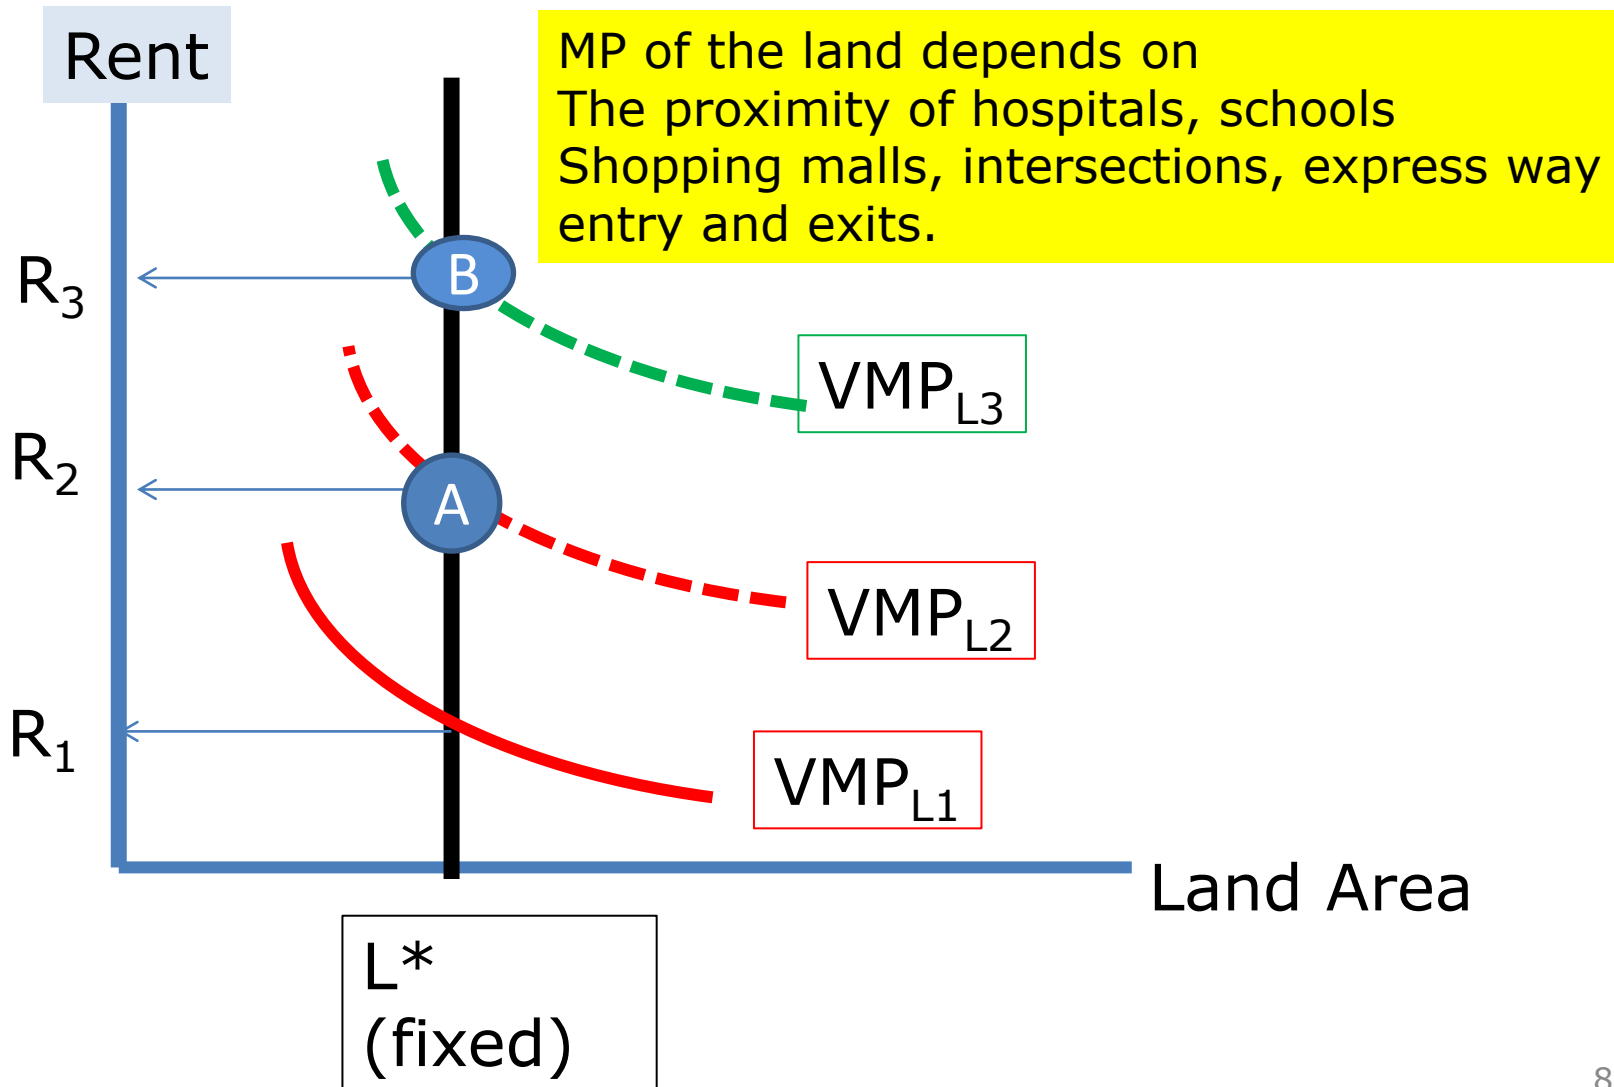 Rent
MP of the land depends on
The proximity of hospitals, schools
Shopping malls, intersections, express way
entry and exits.
R3
B
VMPL3
R2
A
VMPL2
R1
VMPL1
Land Area
L*
(fixed)
8